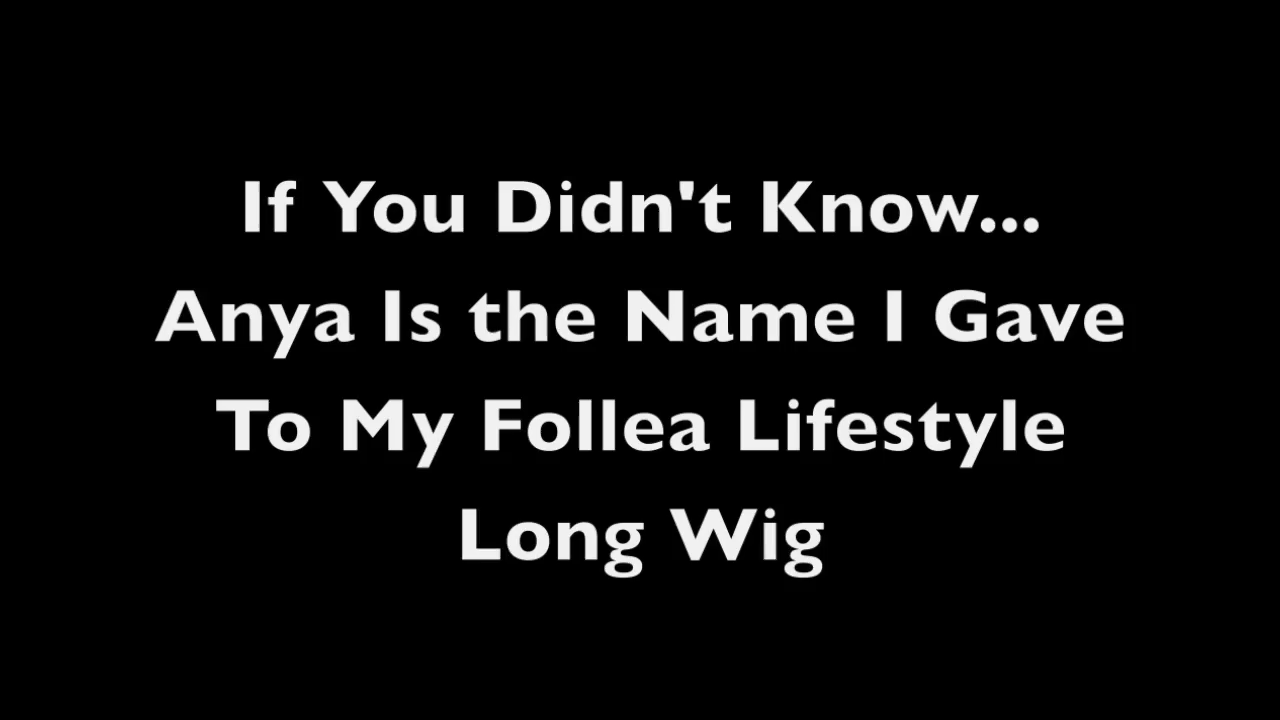 If You Didn't Know...
Anya Is the Name I Gave
To My Follea Lifestyle
Long Wig